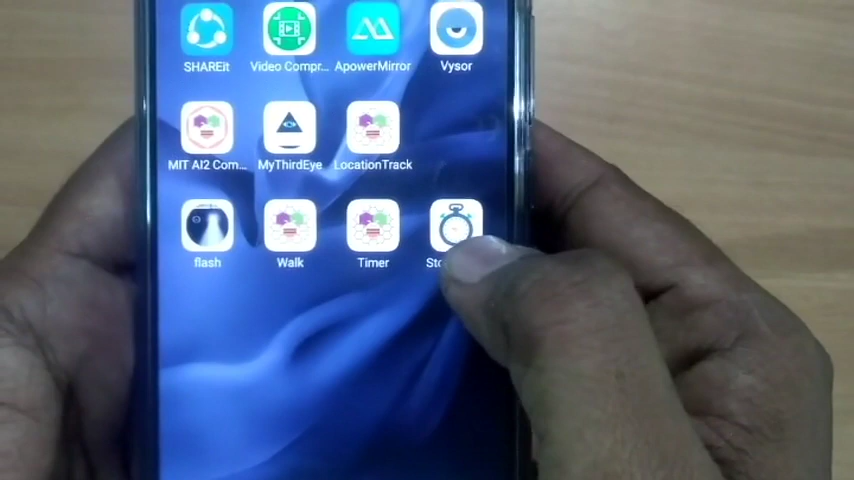 SHAREit Video Compr... ApowerMirror Vysor
MIT AI2 Com... MyThirdEye LocationTrack
flash Walk Timer